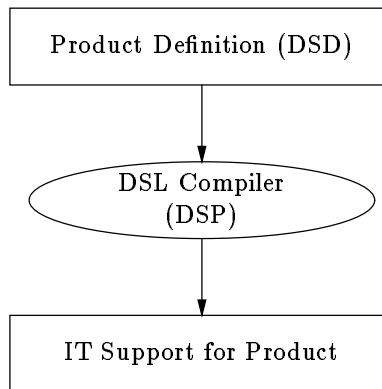 Product Definition (DSD)
DSL Compiler
(DSP)
IT Support for Product